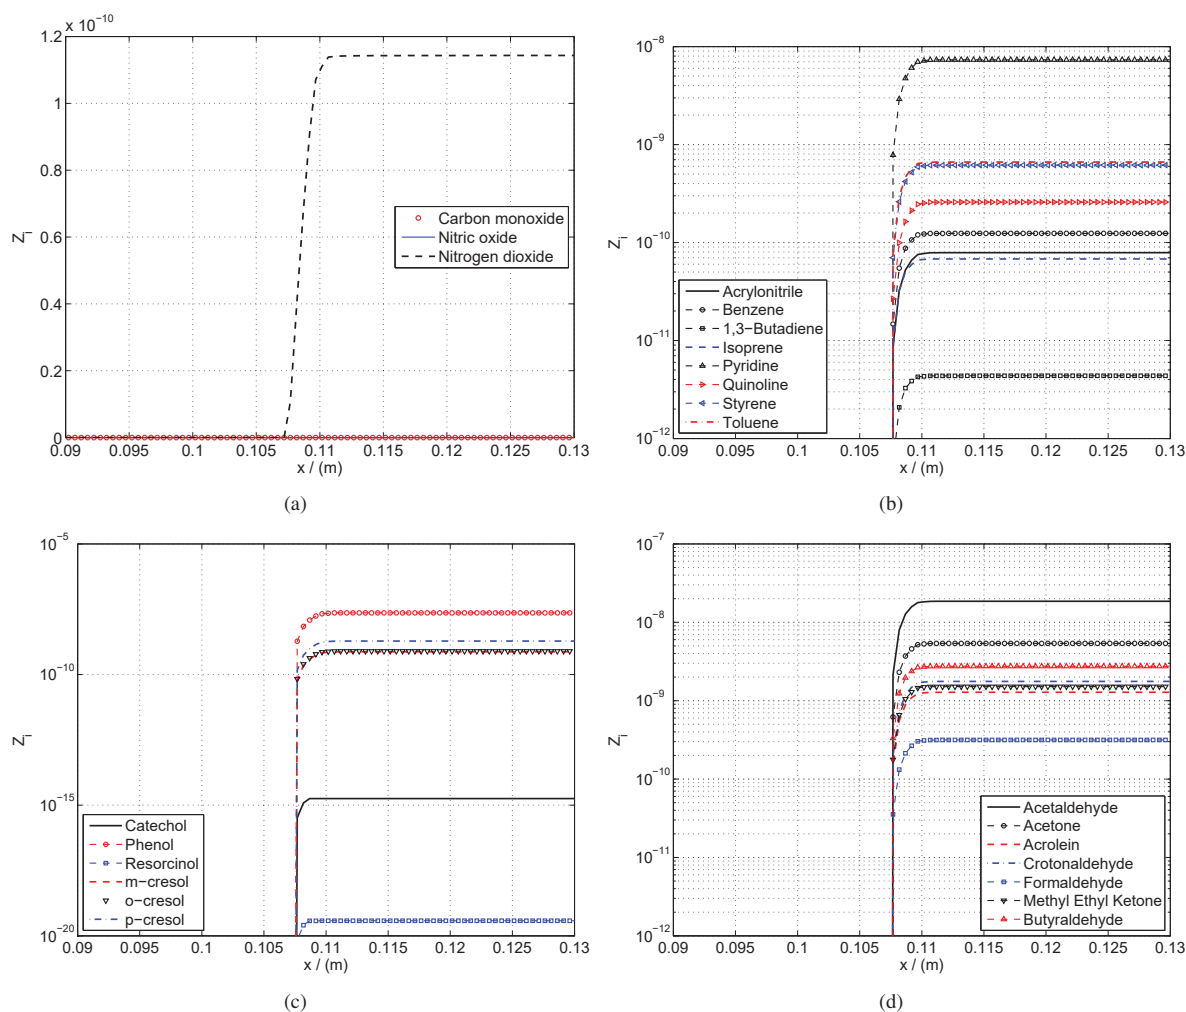 x 10−10
1.2
1
0.8
0.6
0.4
0.2
0
Zi
Carbon monoxide
Nitric oxide
Nitrogen dioxide
0.09 0.095 0.1 0.105 0.11 0.115 0.12 0.125 0.13
x / (m)
(a)
10−8
10−9
10−10
10−11
10−12
Zi
Acrylonitrile
Benzene
1,3−Butadiene
Isoprene
Pyridine
Quinoline
Styrene
Toluene
0.09 0.095 0.1 0.105 0.11 0.115 0.12 0.125 0.13
x / (m)
(b)
10−5
10−10
10−15
10−20
Zi
Catechol
Phenol
Resorcinol
m−cresol
o−cresol
p−cresol
0.09 0.095 0.1 0.105 0.11 0.115 0.12 0.125 0.13
x / (m)
(c)
10−7
10−8
10−9
10−10
10−11
10−12
Zi
Acetaldehyde
Acetone
Acrolein
Crotonaldehyde
Formaldehyde
Methyl Ethyl Ketone
Butyraldehyde
0.09 0.095 0.1 0.105 0.11 0.115 0.12 0.125 0.13
x / (m)
(d)